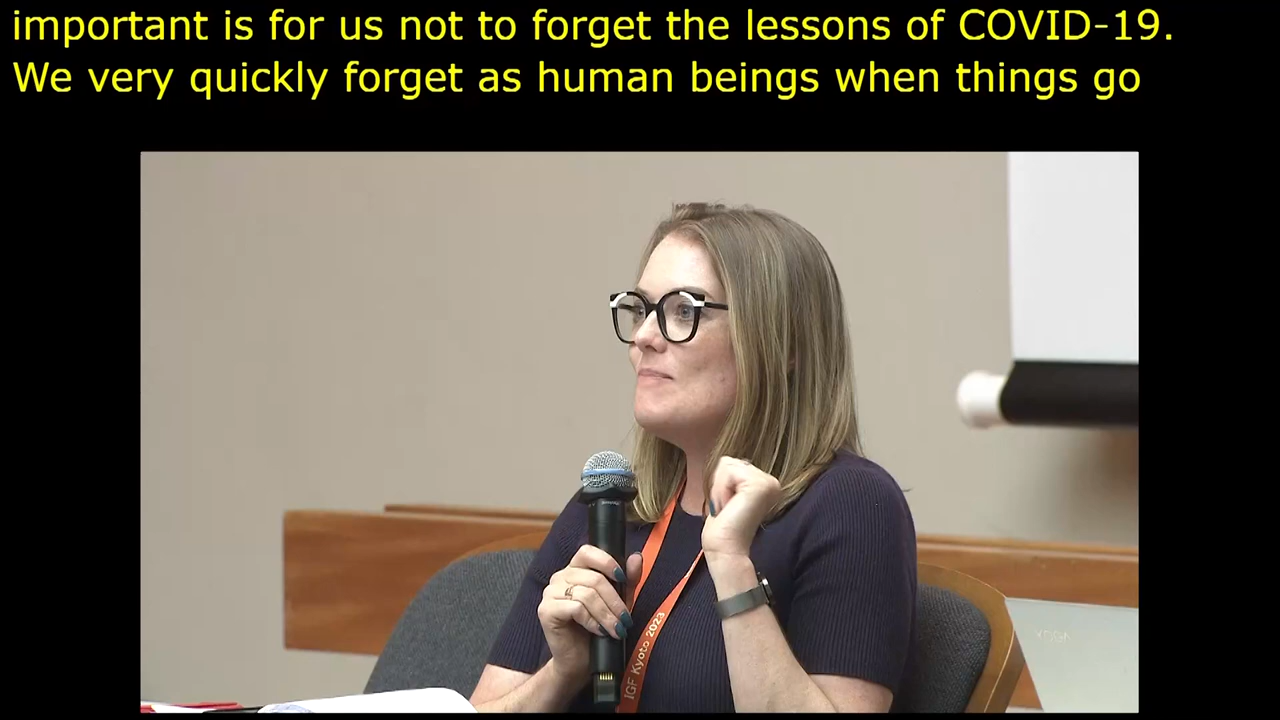 important is for us not to forget the lessons of COVID-19.
We very quickly forget as human beings when things go
IGF Kyoto 2023